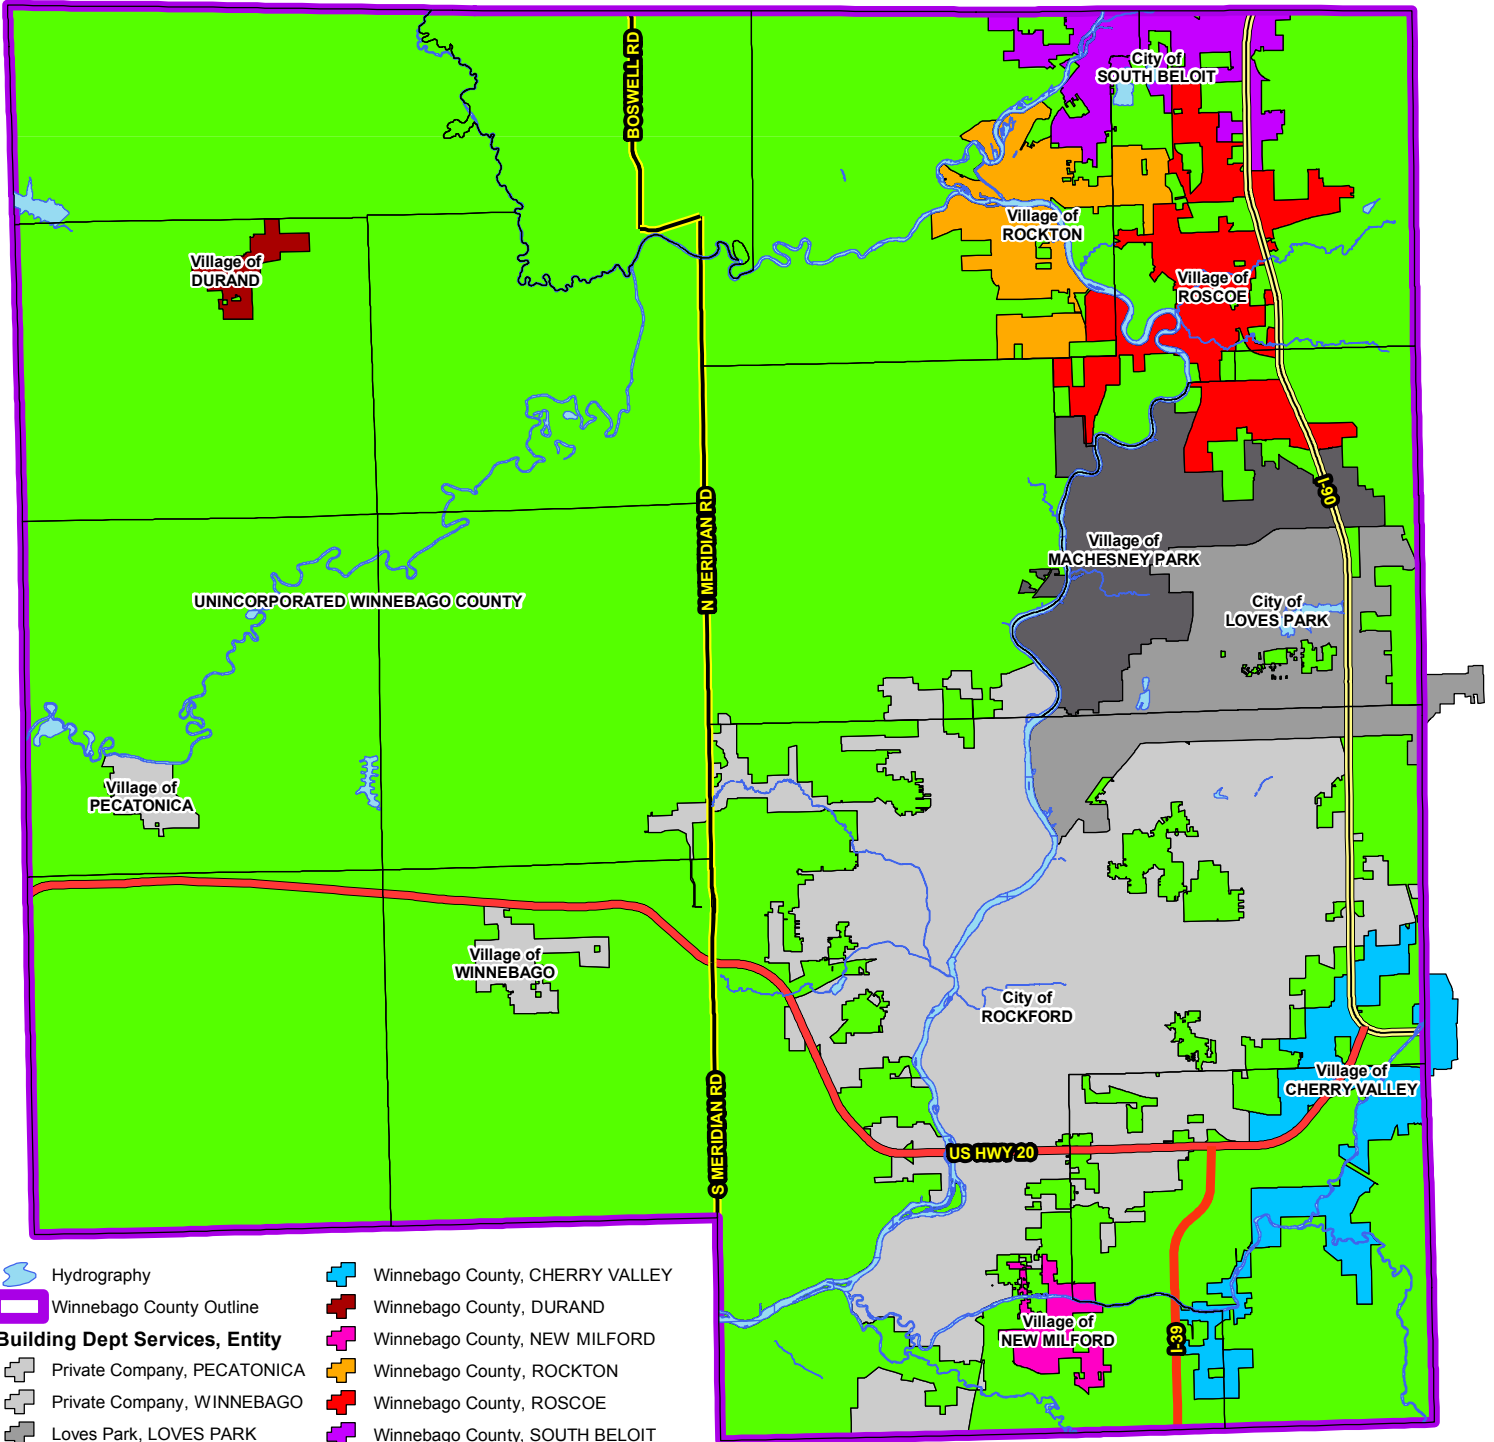 BOSWELL RD
City of
SOUTH BELOIT
Village of
ROCKTON
Village of
DURAND
Village of
ROSCOE
I-90
N MERIDIAN RD
Village of
MACHESNEY PARK
UNINCORPORATED WINNEBAGO COUNTY
City of
LOVES PARK
Village of
PECATONICA
Village of
WINNEBAGO
City of
ROCKFORD
Village of
CHERRY VALLEY
S MERIDIAN RD
US HWY 20
Village of
NEW MILFORD
I-39
Hydrography
Winnebago County Outline
Building Dept Services, Entity
Private Company, PECATONICA
Private Company, WINNEBAGO
Loves Park, LOVES PARK
Winnebago County, CHERRY VALLEY
Winnebago County, DURAND
Winnebago County, NEW MILFORD
Winnebago County, ROCKTON
Winnebago County, ROSCOE
Winnebago County, SOUTH BELOIT